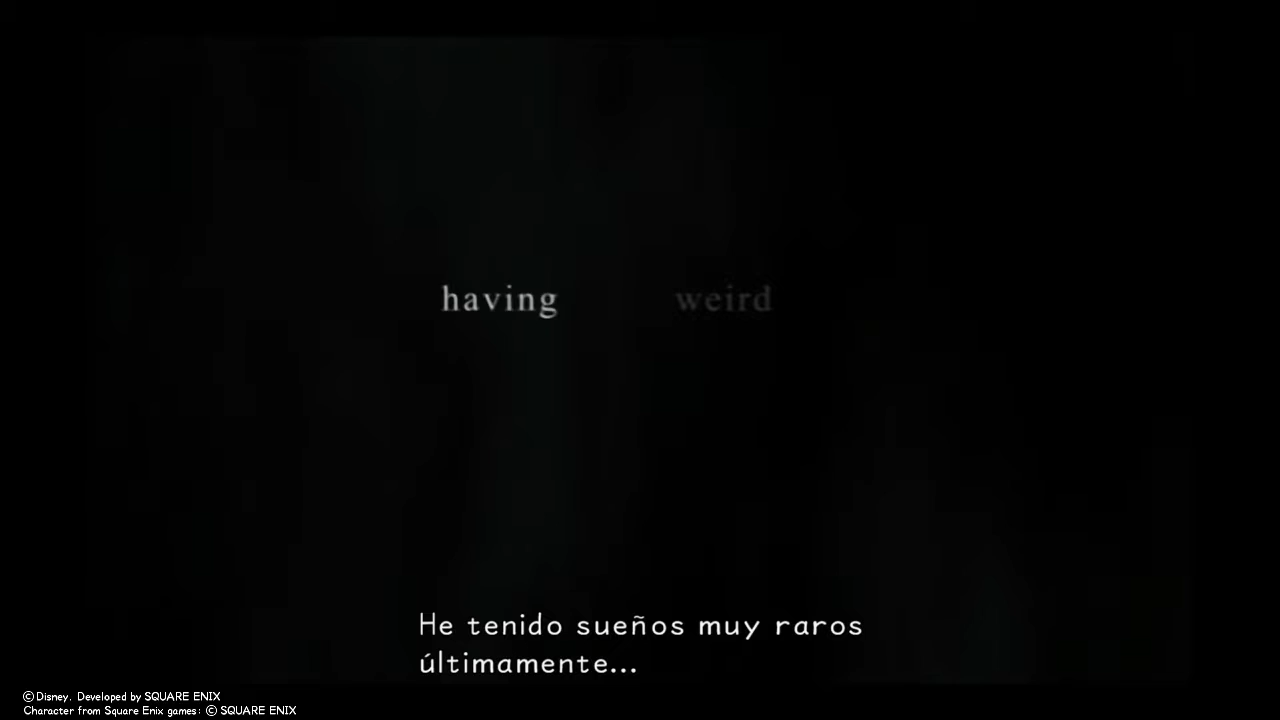 having weird
He tenido sueños muy raros
últimamente...
©Disney. Developed by SQUARE ENIX
Character from Square Enix games: © SQUARE ENIX